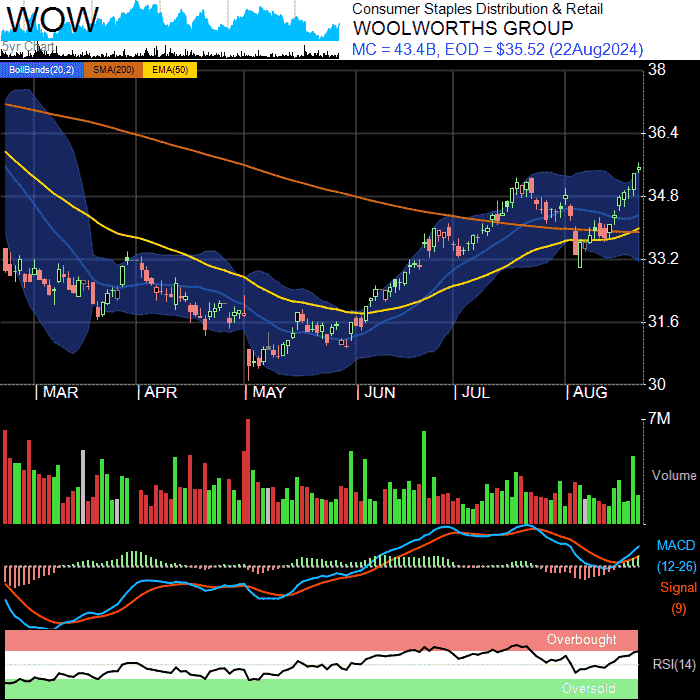 WOW
5yr Chart
Consumer Staples Distribution & Retail
WOOLWORTHS GROUP
MC = 43.4B, EOD = $35.52 (22Aug2024)
BollBands(20,2) SMA(200) EMA(50)
38
36.4
34.8
33.2
31.6
30
MAR APR MAY JUN JUL AUG
7M
Volume
MACD
(12-26)
Signal
(9)
Overbought
RSI(14)
Oversold